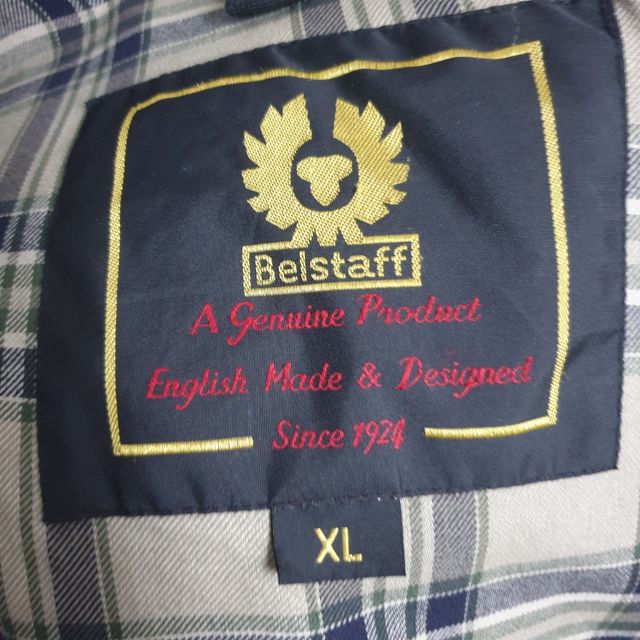 Belstaff
A Genuine Product
English Made & Designed
Since 1924
XL